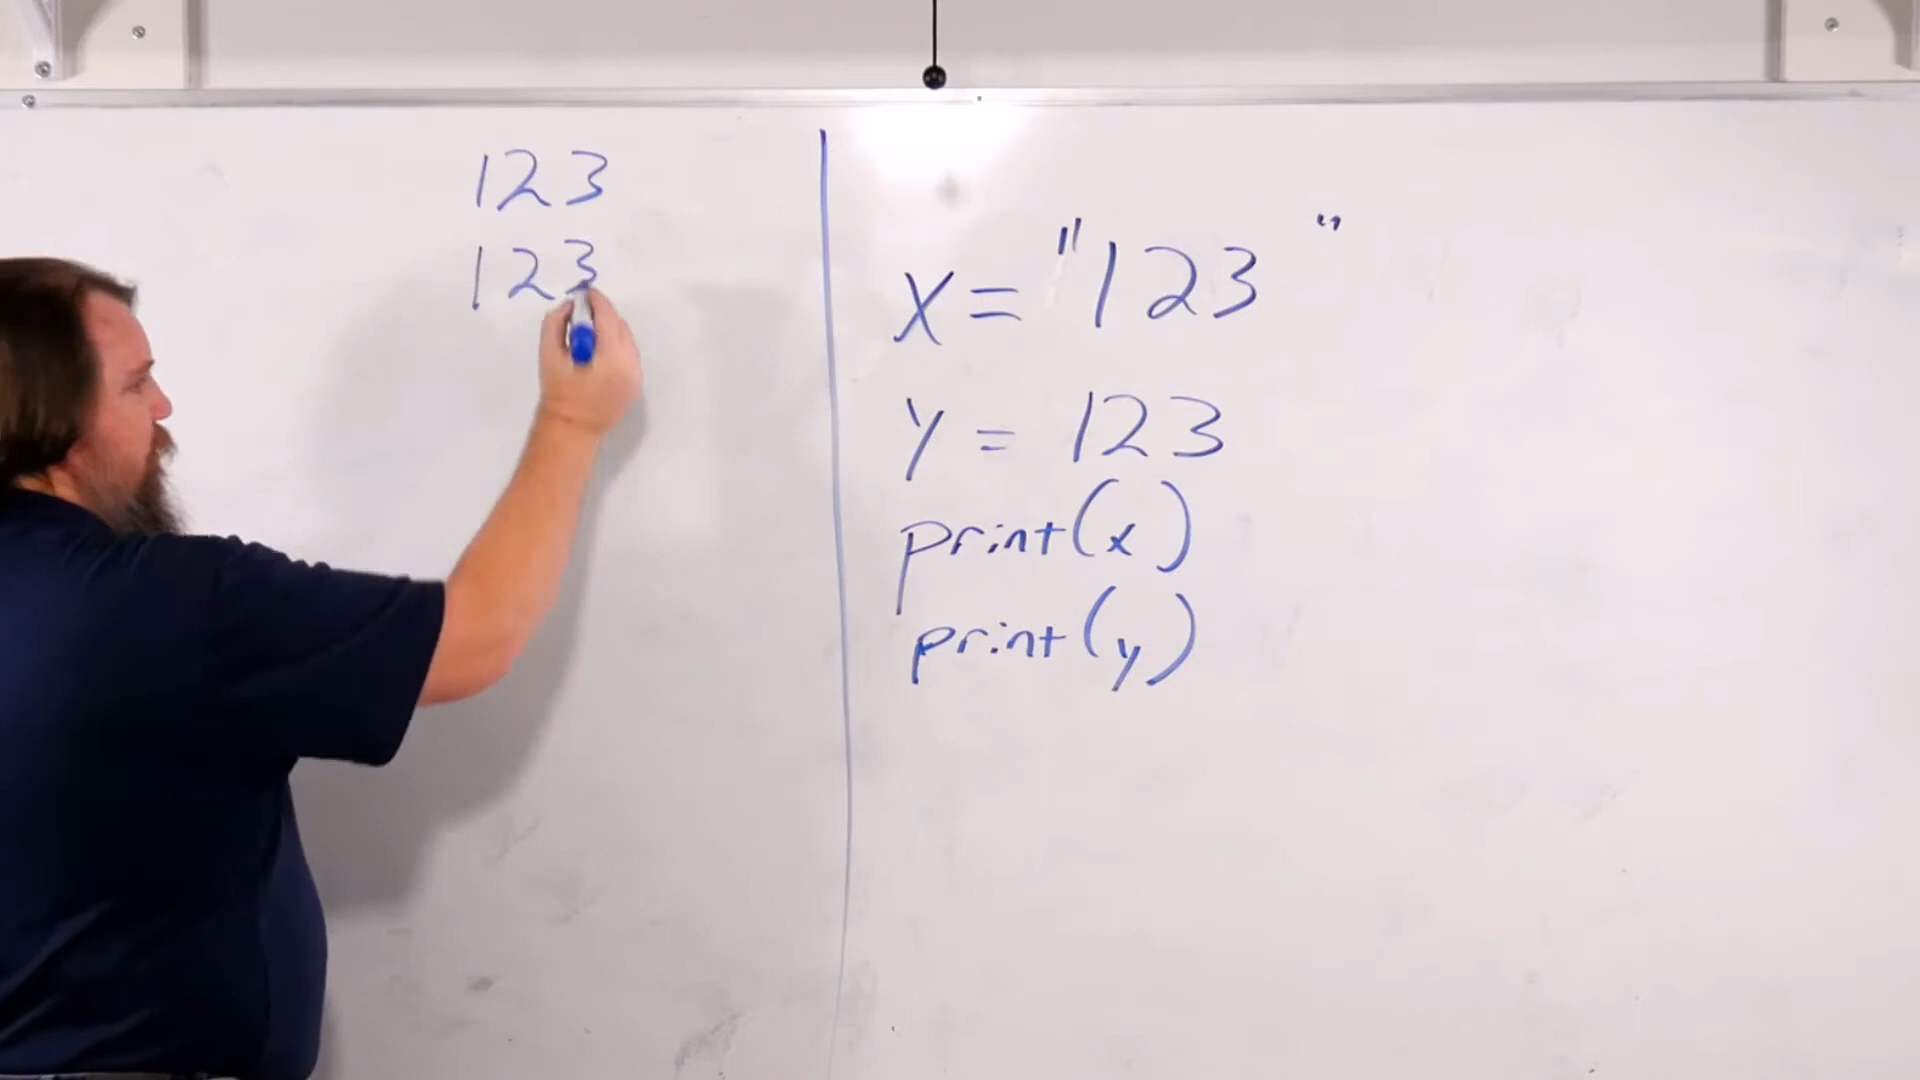 123
123
x = "123"
y = 123
print(x)
print(y)